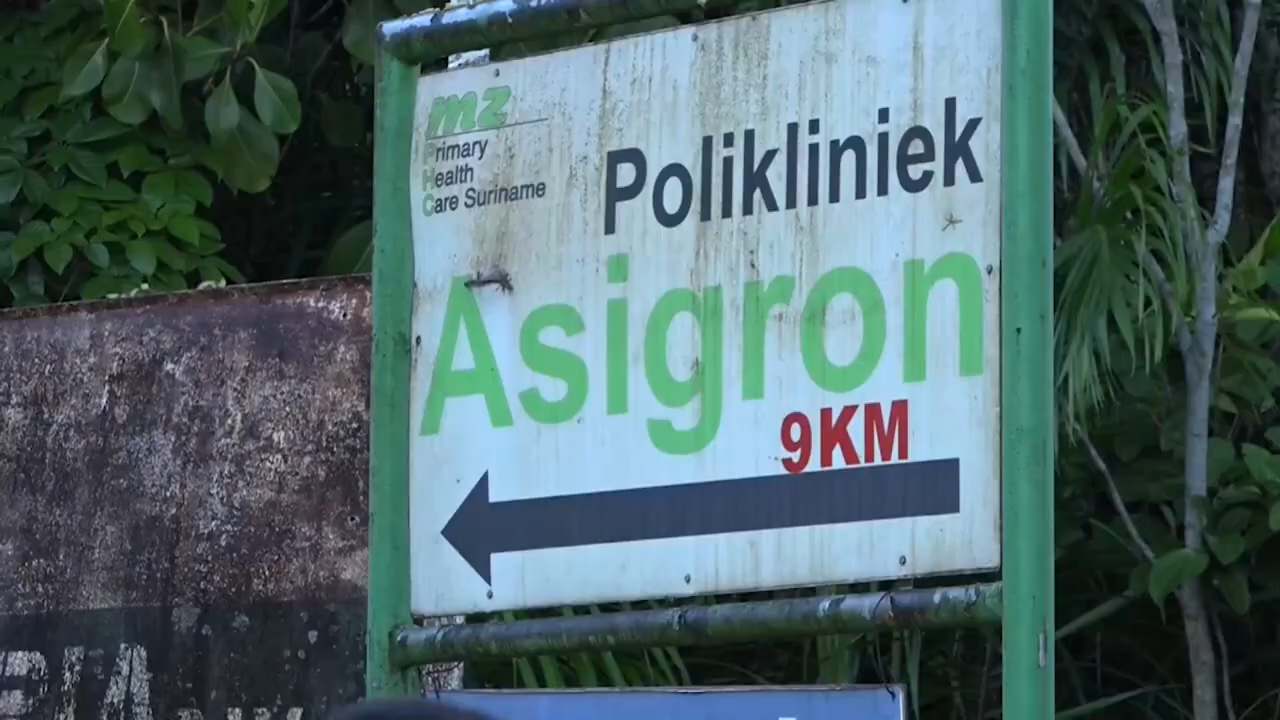 mz
Primary
Health
Care Suriname
Polikliniek
Asigron
9KM